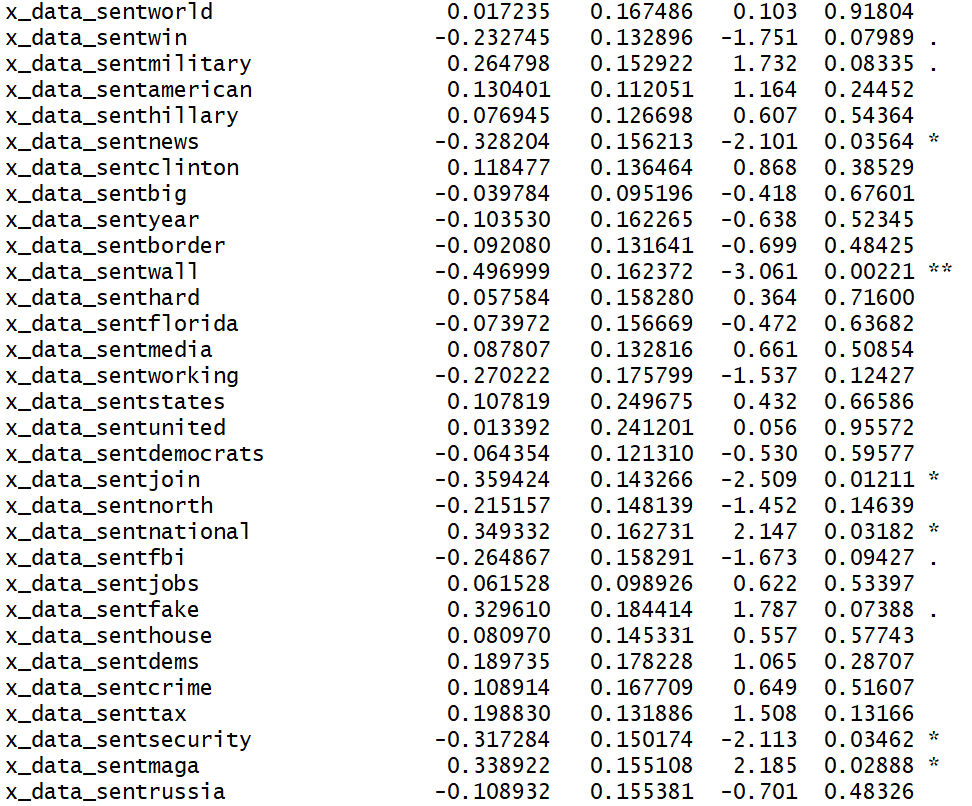 x_data_sentworld 0.017235 0.167486 0.103 0.91804
x_data_sentwin -0.232745 0.132896 -1.751 0.07989 .
x_data_sentmilitary 0.264798 0.152922 1.732 0.08335 .
x_data_sentamerican 0.130401 0.112051 1.164 0.24452
x_data_senthillary 0.076945 0.126698 0.607 0.54364
x_data_sentnews -0.328204 0.156213 -2.101 0.03564 *
x_data_sentclinton 0.118477 0.136464 0.868 0.38529
x_data_sentbig -0.039784 0.095196 -0.418 0.67601
x_data_sentyear -0.103530 0.162265 -0.638 0.52345
x_data_sentborder -0.092080 0.131641 -0.699 0.48425
x_data_sentwall -0.496999 0.162372 -3.061 0.00221 **
x_data_senthard 0.057584 0.158280 0.364 0.71600
x_data_sentflorida -0.073972 0.156669 -0.472 0.63682
x_data_sentmedia 0.087807 0.132816 0.661 0.50854
x_data_sentworking -0.270222 0.175799 -1.537 0.12427
x_data_sentstates 0.107819 0.249675 0.432 0.66586
x_data_sentunited 0.013392 0.241201 0.056 0.95572
x_data_sentdemocrats -0.064354 0.121310 -0.530 0.59577
x_data_sentjoin -0.359424 0.143266 -2.509 0.01211 *
x_data_sentnorth -0.215157 0.148139 -1.452 0.14639
x_data_sentnational 0.349332 0.162731 2.147 0.03182 *
x_data_sentfbi -0.264867 0.158291 -1.673 0.09427 .
x_data_sentjobs 0.061528 0.098926 0.622 0.53397
x_data_sentfake 0.329610 0.184414 1.787 0.07388 .
x_data_senthouse 0.080970 0.145331 0.557 0.57743
x_data_sentdems 0.189735 0.178228 1.065 0.28707
x_data_sentcrime 0.108914 0.167709 0.649 0.51607
x_data_senttax 0.198830 0.131886 1.508 0.13166
x_data_sentsecurity -0.317284 0.150174 -2.113 0.03462 *
x_data_sentmaga 0.338922 0.155108 2.185 0.02888 *
x_data_sentrussia -0.108932 0.155381 -0.701 0.48326